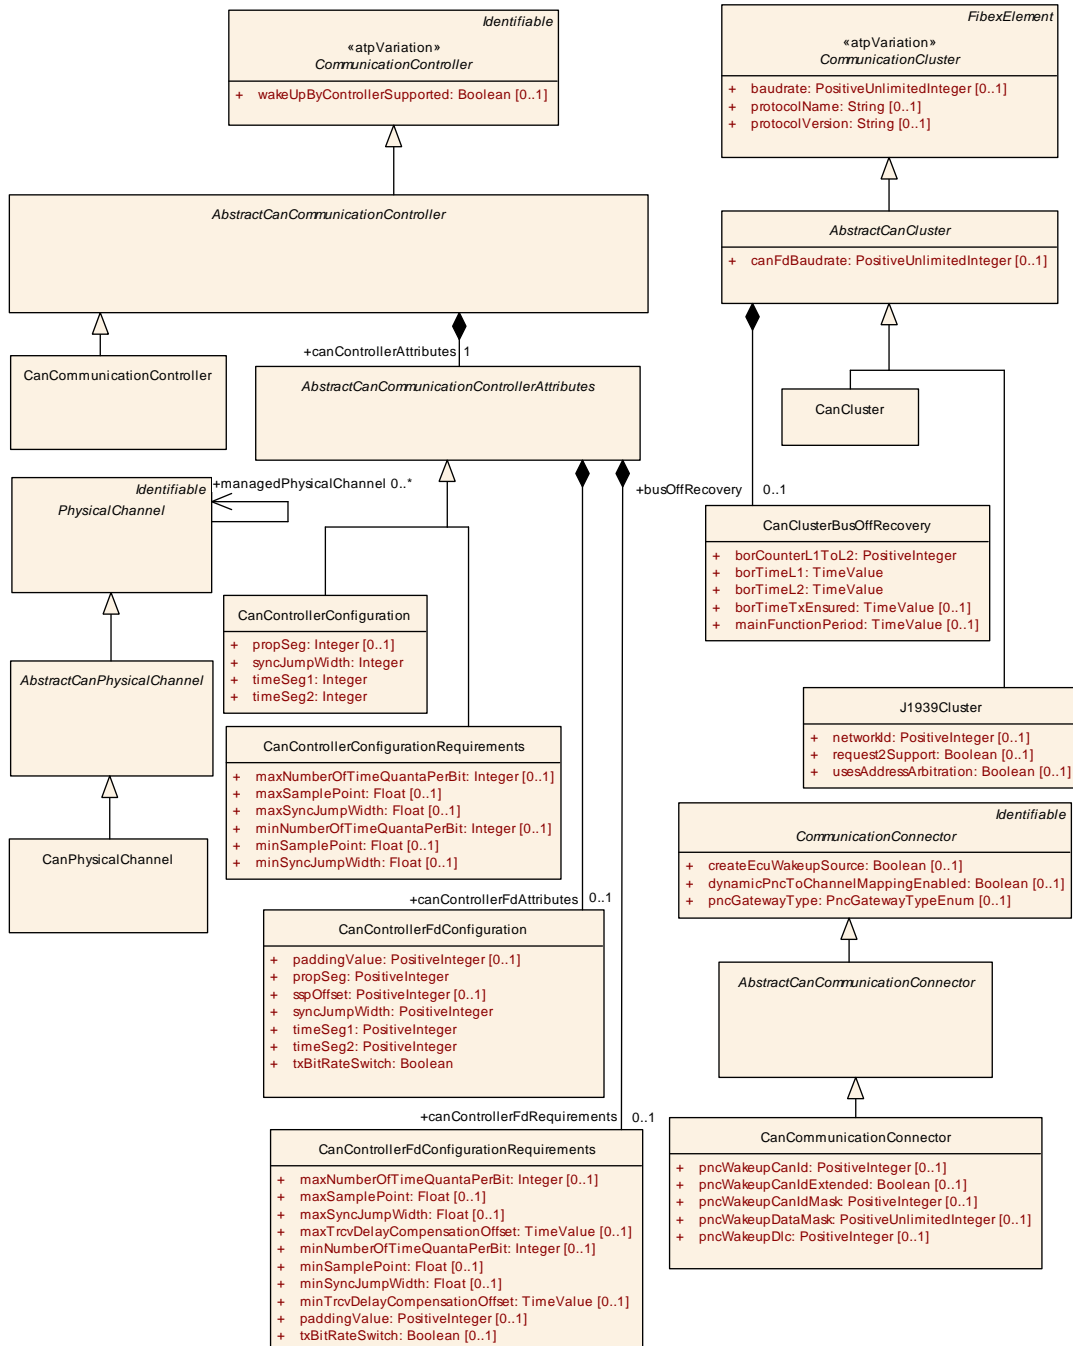 Identifiable
«atpVariation»
CommunicationController
+ wakeUpByControllerSupported: Boolean [0..1]
FibexElement
«atpVariation»
CommunicationCluster
+ baudrate: PositiveUnlimitedInteger [0..1]
+ protocolName: String [0..1]
+ protocolVersion: String [0..1]
AbstractCanCommunicationController
AbstractCanCluster
+ canFdBaudrate: PositiveUnlimitedInteger [0..1]
+canControllerAttributes 1
CanCommunicationController
AbstractCanCommunicationControllerAttributes
CanCluster
Identifiable
PhysicalChannel
+managedPhysicalChannel 0..*
+busOffRecovery 0..1
CanClusterBusOffRecovery
+ borCounterL1ToL2: PositiveInteger
+ borTimeL1: TimeValue
+ borTimeL2: TimeValue
+ borTimeTxEnsured: TimeValue [0..1]
+ mainFunctionPeriod: TimeValue [0..1]
CanControllerConfiguration
+ propSeg: Integer [0..1]
+ syncJumpWidth: Integer
+ timeSeg1: Integer
+ timeSeg2: Integer
AbstractCanPhysicalChannel
J1939Cluster
+ networkId: PositiveInteger [0..1]
+ request2Support: Boolean [0..1]
+ usesAddressArbitration: Boolean [0..1]
CanControllerConfigurationRequirements
+ maxNumberOfTimeQuantaPerBit: Integer [0..1]
+ maxSamplePoint: Float [0..1]
+ maxSyncJumpWidth: Float [0..1]
+ minNumberOfTimeQuantaPerBit: Integer [0..1]
+ minSamplePoint: Float [0..1]
+ minSyncJumpWidth: Float [0..1]
CanPhysicalChannel
Identifiable
CommunicationConnector
+ createEcuWakeupSource: Boolean [0..1]
+ dynamicPncToChannelMappingEnabled: Boolean [0..1]
+ pncGatewayType: PncGatewayTypeEnum [0..1]
+canControllerFdAttributes 0..1
CanControllerFdConfiguration
+ paddingValue: PositiveInteger [0..1]
+ propSeg: PositiveInteger
+ sspOffset: PositiveInteger [0..1]
+ syncJumpWidth: PositiveInteger
+ timeSeg1: PositiveInteger
+ timeSeg2: PositiveInteger
+ txBitRateSwitch: Boolean
AbstractCanCommunicationConnector
+canControllerFdRequirements 0..1
CanControllerFdConfigurationRequirements
+ maxNumberOfTimeQuantaPerBit: Integer [0..1]
+ maxSamplePoint: Float [0..1]
+ maxSyncJumpWidth: Float [0..1]
+ maxTrcvDelayCompensationOffset: TimeValue [0..1]
+ minNumberOfTimeQuantaPerBit: Integer [0..1]
+ minSamplePoint: Float [0..1]
+ minSyncJumpWidth: Float [0..1]
+ minTrcvDelayCompensationOffset: TimeValue [0..1]
+ paddingValue: PositiveInteger [0..1]
+ txBitRateSwitch: Boolean [0..1]
CanCommunicationConnector
+ pncWakeupCanId: PositiveInteger [0..1]
+ pncWakeupCanIdExtended: Boolean [0..1]
+ pncWakeupCanIdMask: PositiveInteger [0..1]
+ pncWakeupDataMask: PositiveUnlimitedInteger [0..1]
+ pncWakeupDlc: PositiveInteger [0..1]